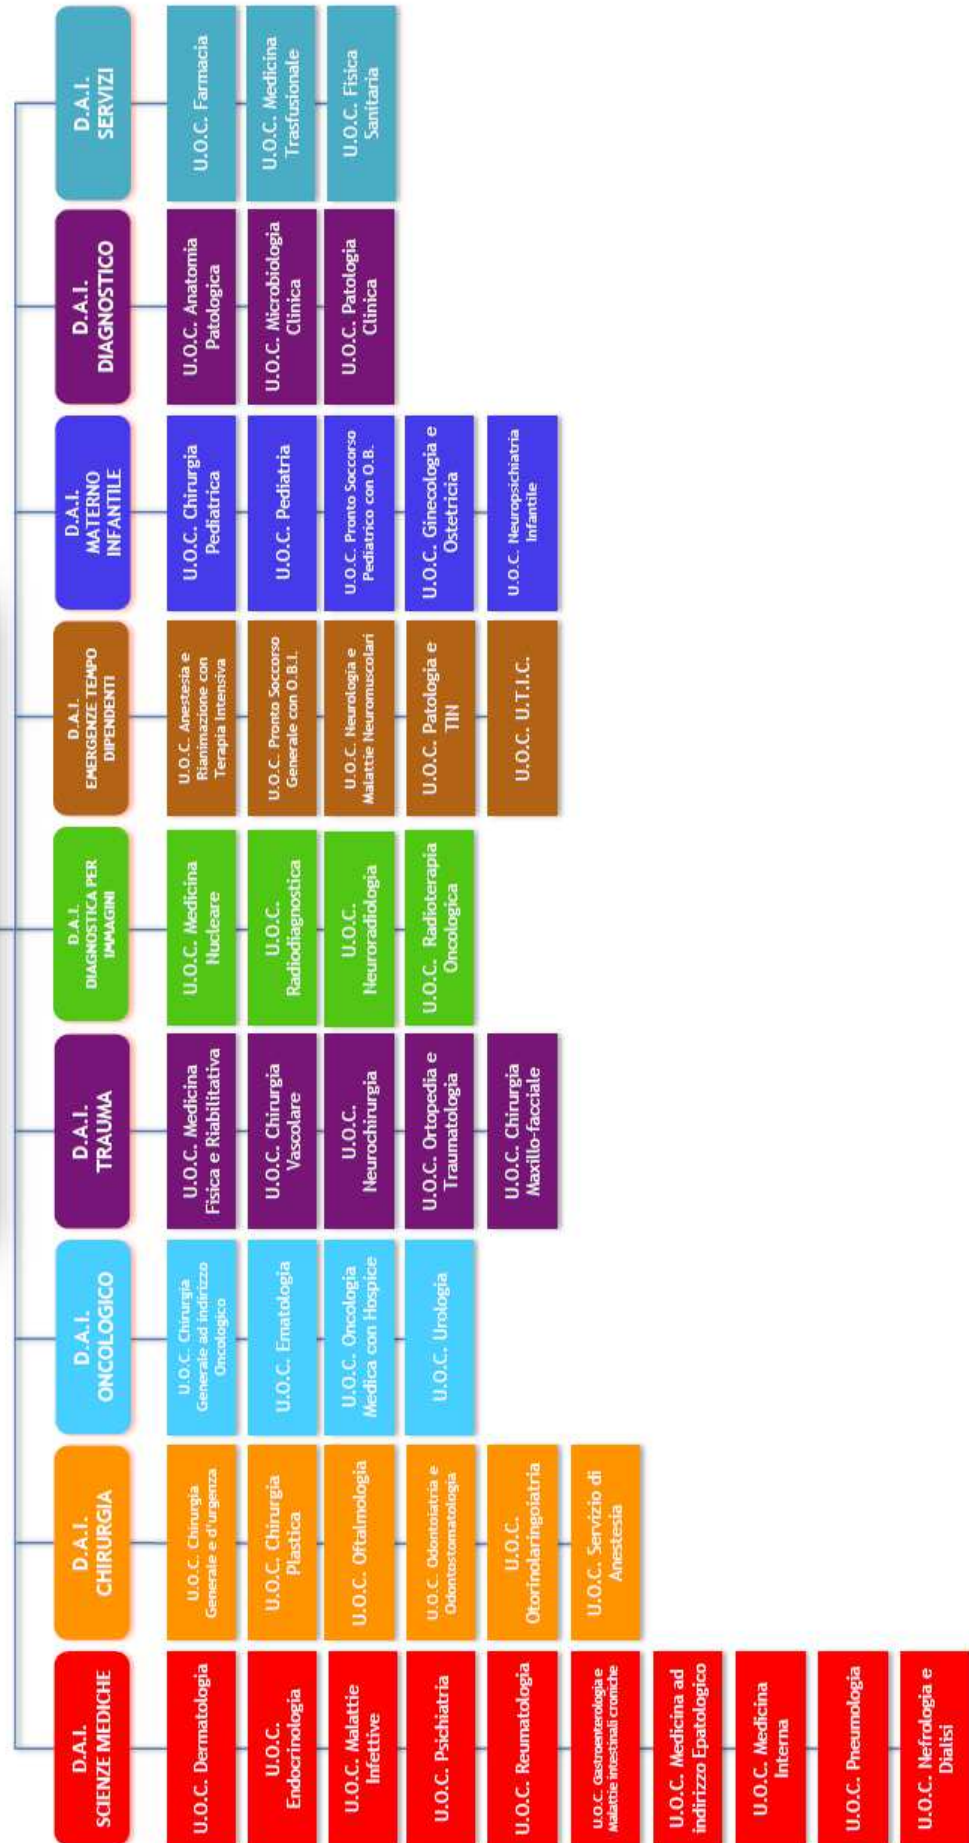 D.A.I.
SCIENZE MEDICHE
U.O.C. Dermatologia
U.O.C.
Endocrinologia
U.O.C. Malattie
Infettive
U.O.C. Psichiatria
U.O.C. Reumatologia
U.O.C. Gastroenterologia e
Malattie intestinali croniche
U.O.C. Medicina ad
indirizzo Epatologico
U.O.C. Medicina
Interna
U.O.C. Pneumologia
U.O.C. Nefrologia e
Dialisi
D.A.I.
CHIRURGIA
U.O.C. Chirurgia
Generale e d'urgenza
U.O.C. Chirurgia
Plastica
U.O.C. Oftalmologia
U.O.C. Odontoiatria e
Odontostomatologia
U.O.C.
Otorinolaringoiatria
U.O.C. Servizio di
Anestesia
D.A.I.
ONCOLOGICO
U.O.C. Chirurgia
Generale ad indirizzo
Oncologico
U.O.C. Ematologia
U.O.C. Oncologia
Medica con Hospice
U.O.C. Urologia
D.A.I.
TRAUMA
U.O.C. Medicina
Fisica e Riabilitativa
U.O.C. Chirurgia
Vascolare
U.O.C.
Neurochirurgia
U.O.C. Ortopedia e
Traumatologia
U.O.C. Chirurgia
Maxillo-facciale
D.A.I.
DIAGNOSTICA PER
IMMAGINI
U.O.C. Medicina
Nucleare
U.O.C.
Radiodiagnostica
U.O.C.
Neuroradiologia
U.O.C. Radioterapia
Oncologica
D.A.I.
EMERGENZE TEMPO
DIPENDENTI
U.O.C. Anestesia e
Rianimazione con
Terapia Intensiva
U.O.C. Pronto Soccorso
Generale con O.B.I.
U.O.C. Neurologia e
Malattie Neuromuscolari
U.O.C. Patologia e
TIN
U.O.C. U.T.I.C.
D.A.I.
MATERNO
INFANTILE
U.O.C. Chirurgia
Pediatrica
U.O.C. Pediatria
U.O.C. Pronto Soccorso
Pediatrico con O.B.
U.O.C. Ginecologia e
Ostetricia
U.O.C. Neuropsichiatria
Infantile
D.A.I.
DIAGNOSTICO
U.O.C. Anatomia
Patologica
U.O.C. Microbiologia
Clinica
U.O.C. Patologia
Clinica
D.A.I.
SERVIZI
U.O.C. Farmacia
U.O.C. Medicina
Trasfusionale
U.O.C. Fisica
Sanitaria